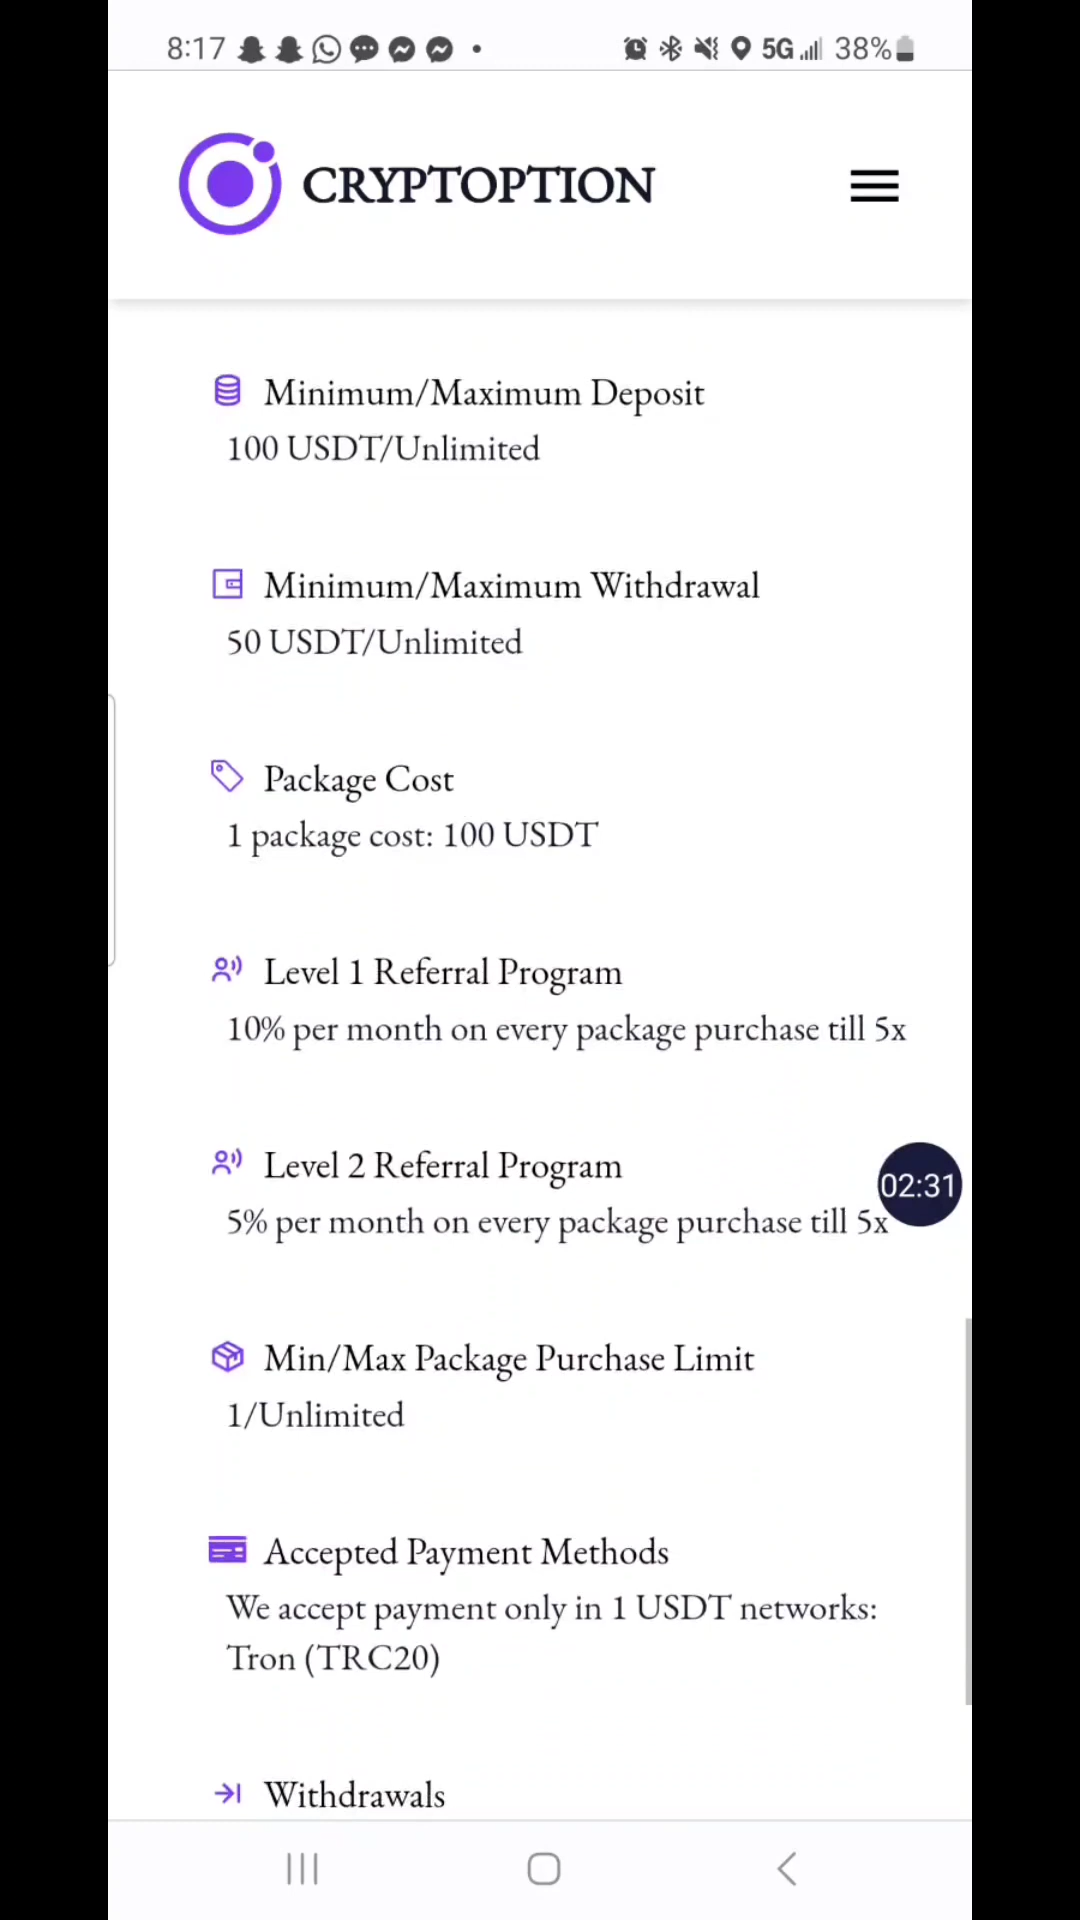 8:17
5G 38%
CRYPTOPTION
Minimum/Maximum Deposit
100 USDT/Unlimited
Minimum/Maximum Withdrawal
50 USDT/Unlimited
Package Cost
1 package cost: 100 USDT
Level 1 Referral Program
10% per month on every package purchase till 5x
Level 2 Referral Program
02:31
5% per month on every package purchase till 5x
Min/Max Package Purchase Limit
1/Unlimited
Accepted Payment Methods
We accept payment only in 1 USDT networks:
Tron (TRC20)
Withdrawals